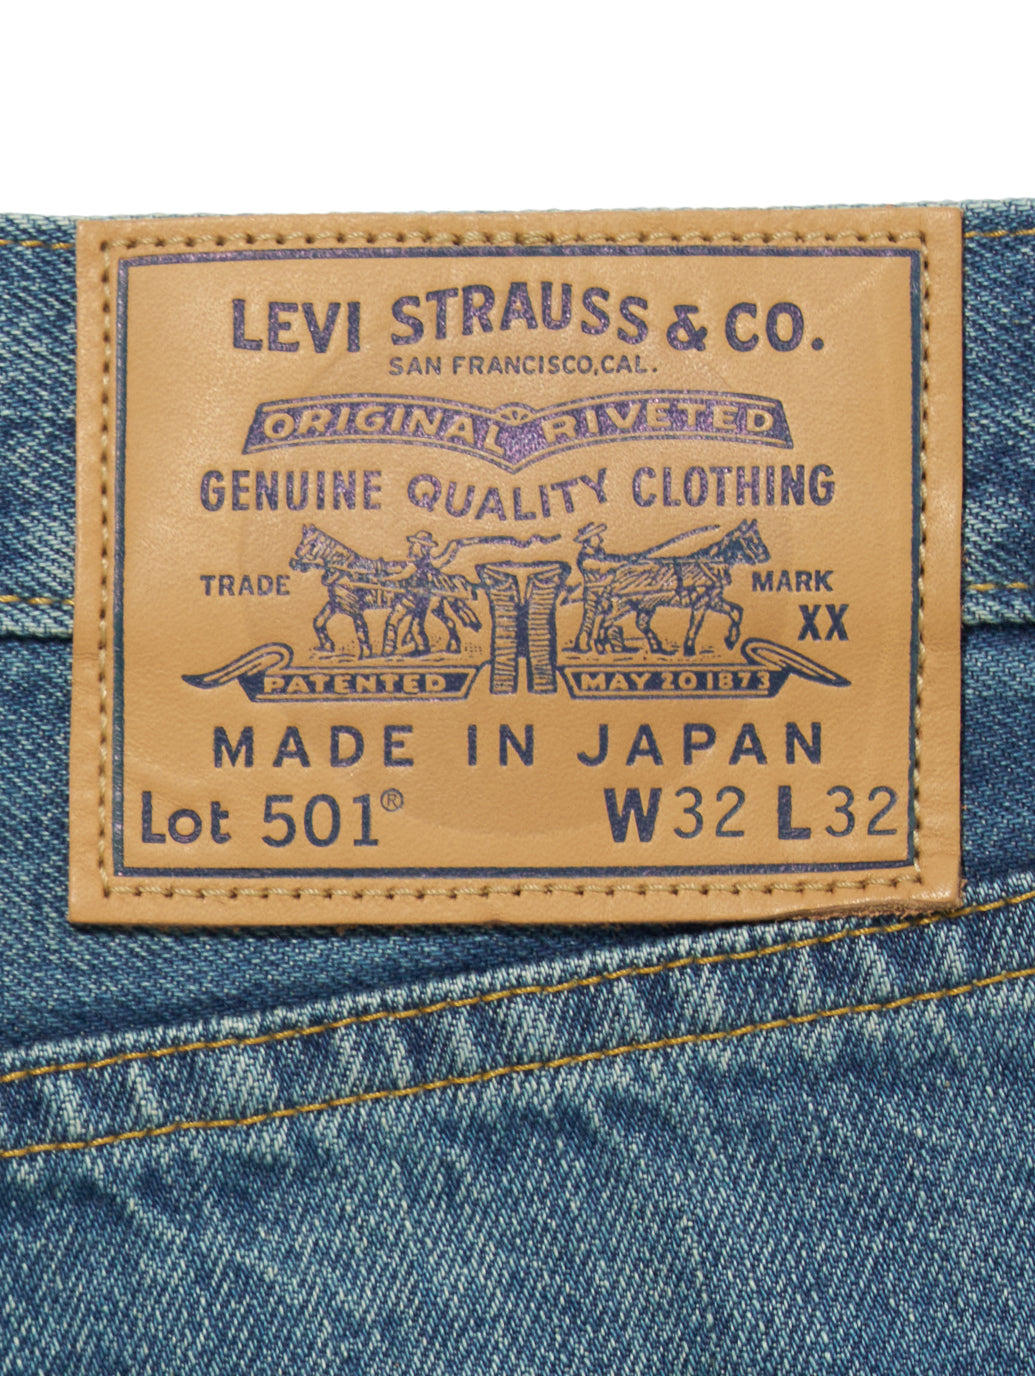 LEVI STRAUSS & CO.
SAN FRANCISCO, CAL.
ORIGINAL RIVETED
GENUINE QUALITY CLOTHING
TRADE MARK
XX
PATENTED MAY 20 1873
MADE IN JAPAN
Lot 501® W32 L32